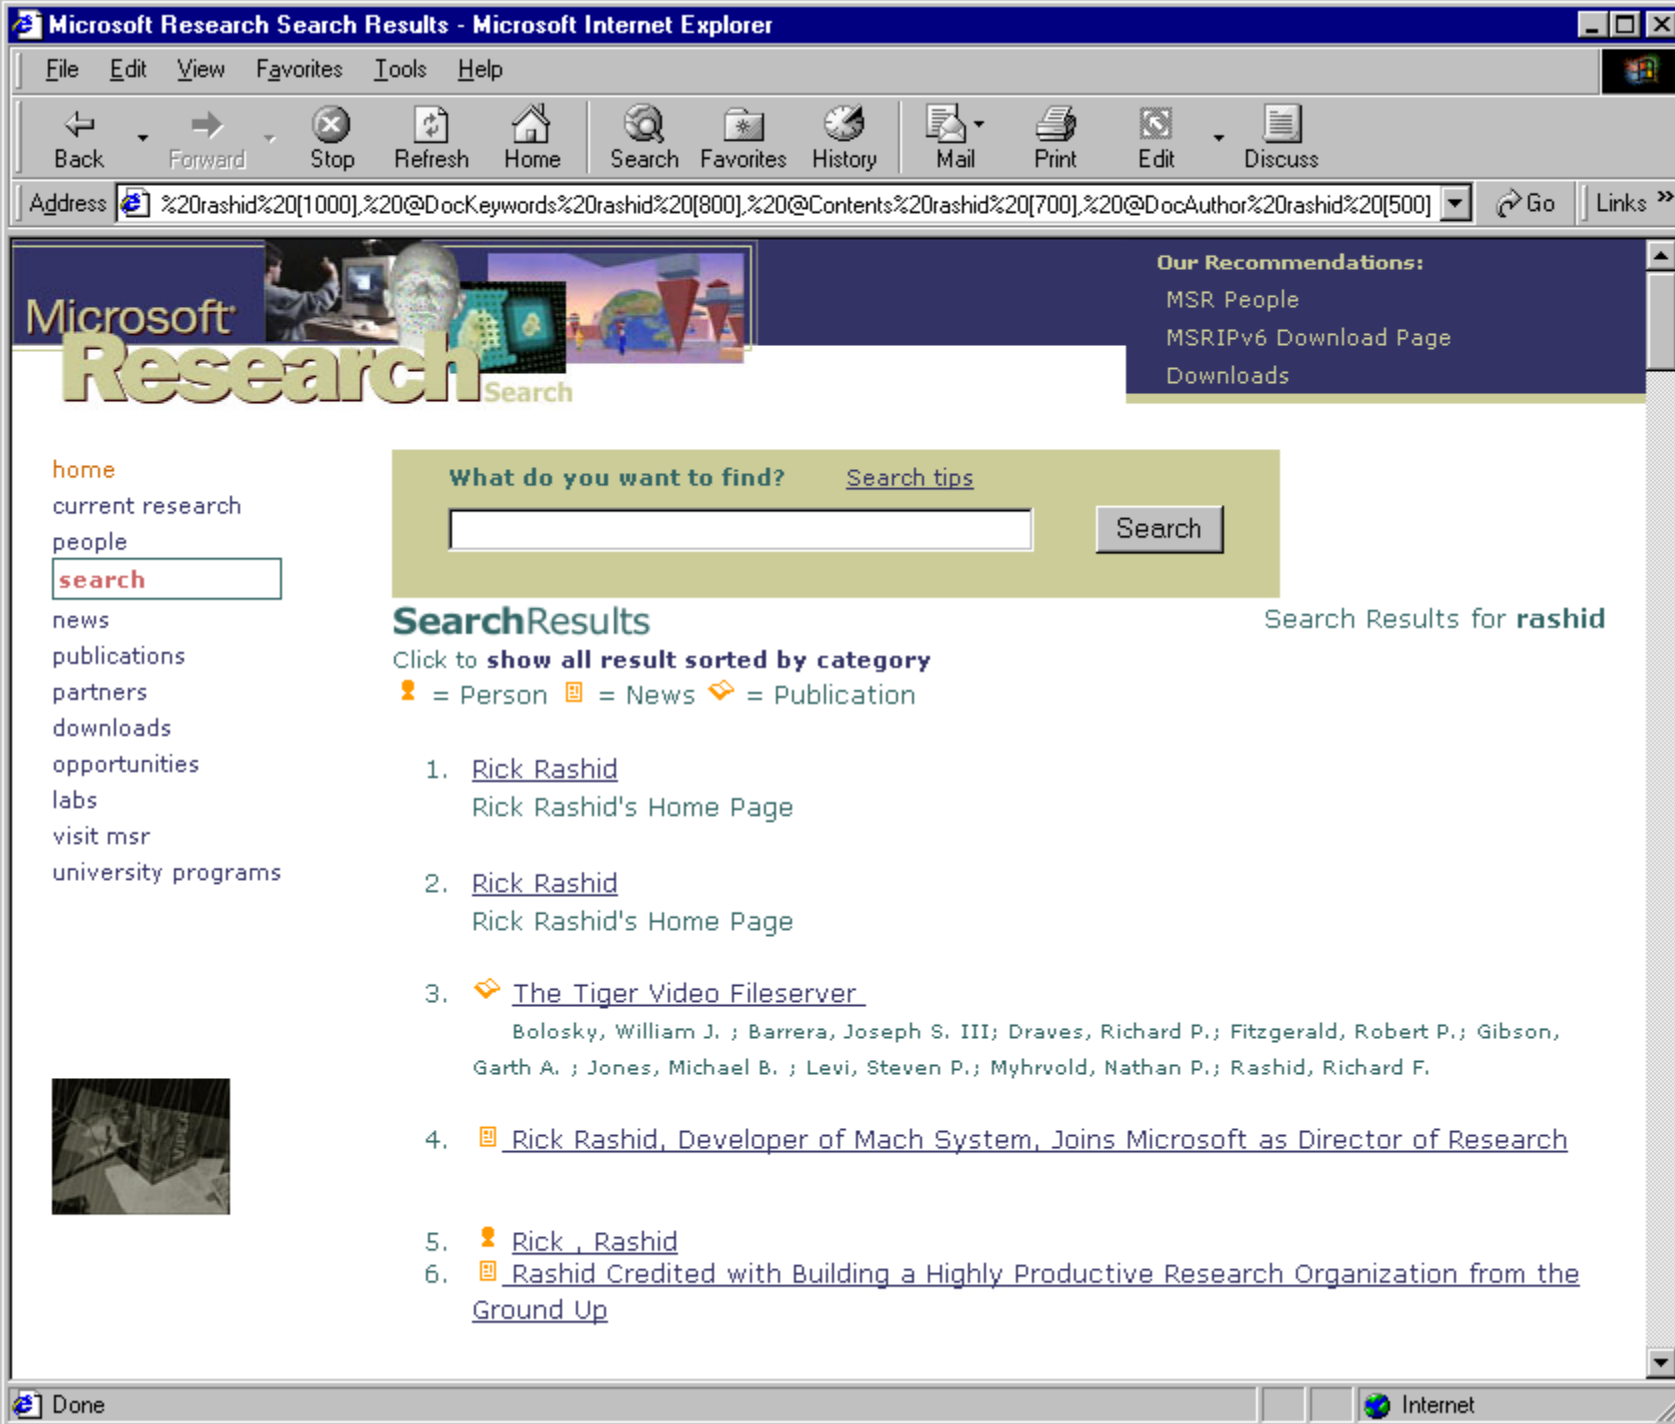 Microsoft Research Search Results - Microsoft Internet Explorer
File Edit View Favorites Tools Help
Back Forward Stop Refresh Home Search Favorites History Mail Print Edit Discuss
Address %20rashid%20[1000],%20@DocKeywords%20rashid%20[800],%20@Contents%20rashid%20[700],%20@DocAuthor%20rashid%20[500] Go Links »
Microsoft
Research
Search
Our Recommendations:
MSR People
MSRIPv6 Download Page
Downloads
home
current research
people
search
news
publications
partners
downloads
opportunities
labs
visit msr
university programs
What do you want to find? Search tips
Search
SearchResults
Search Results for rashid
Click to show all result sorted by category
= Person = News = Publication
1. Rick Rashid
Rick Rashid's Home Page
2. Rick Rashid
Rick Rashid's Home Page
3. The Tiger Video Fileserver
Bolosky, William J. ; Barrera, Joseph S. III; Draves, Richard P.; Fitzgerald, Robert P.; Gibson,
Garth A. ; Jones, Michael B. ; Levi, Steven P.; Myhrvold, Nathan P.; Rashid, Richard F.
4. Rick Rashid, Developer of Mach System, Joins Microsoft as Director of Research
5. Rick , Rashid
6. Rashid Credited with Building a Highly Productive Research Organization from the
Ground Up
Done
Internet